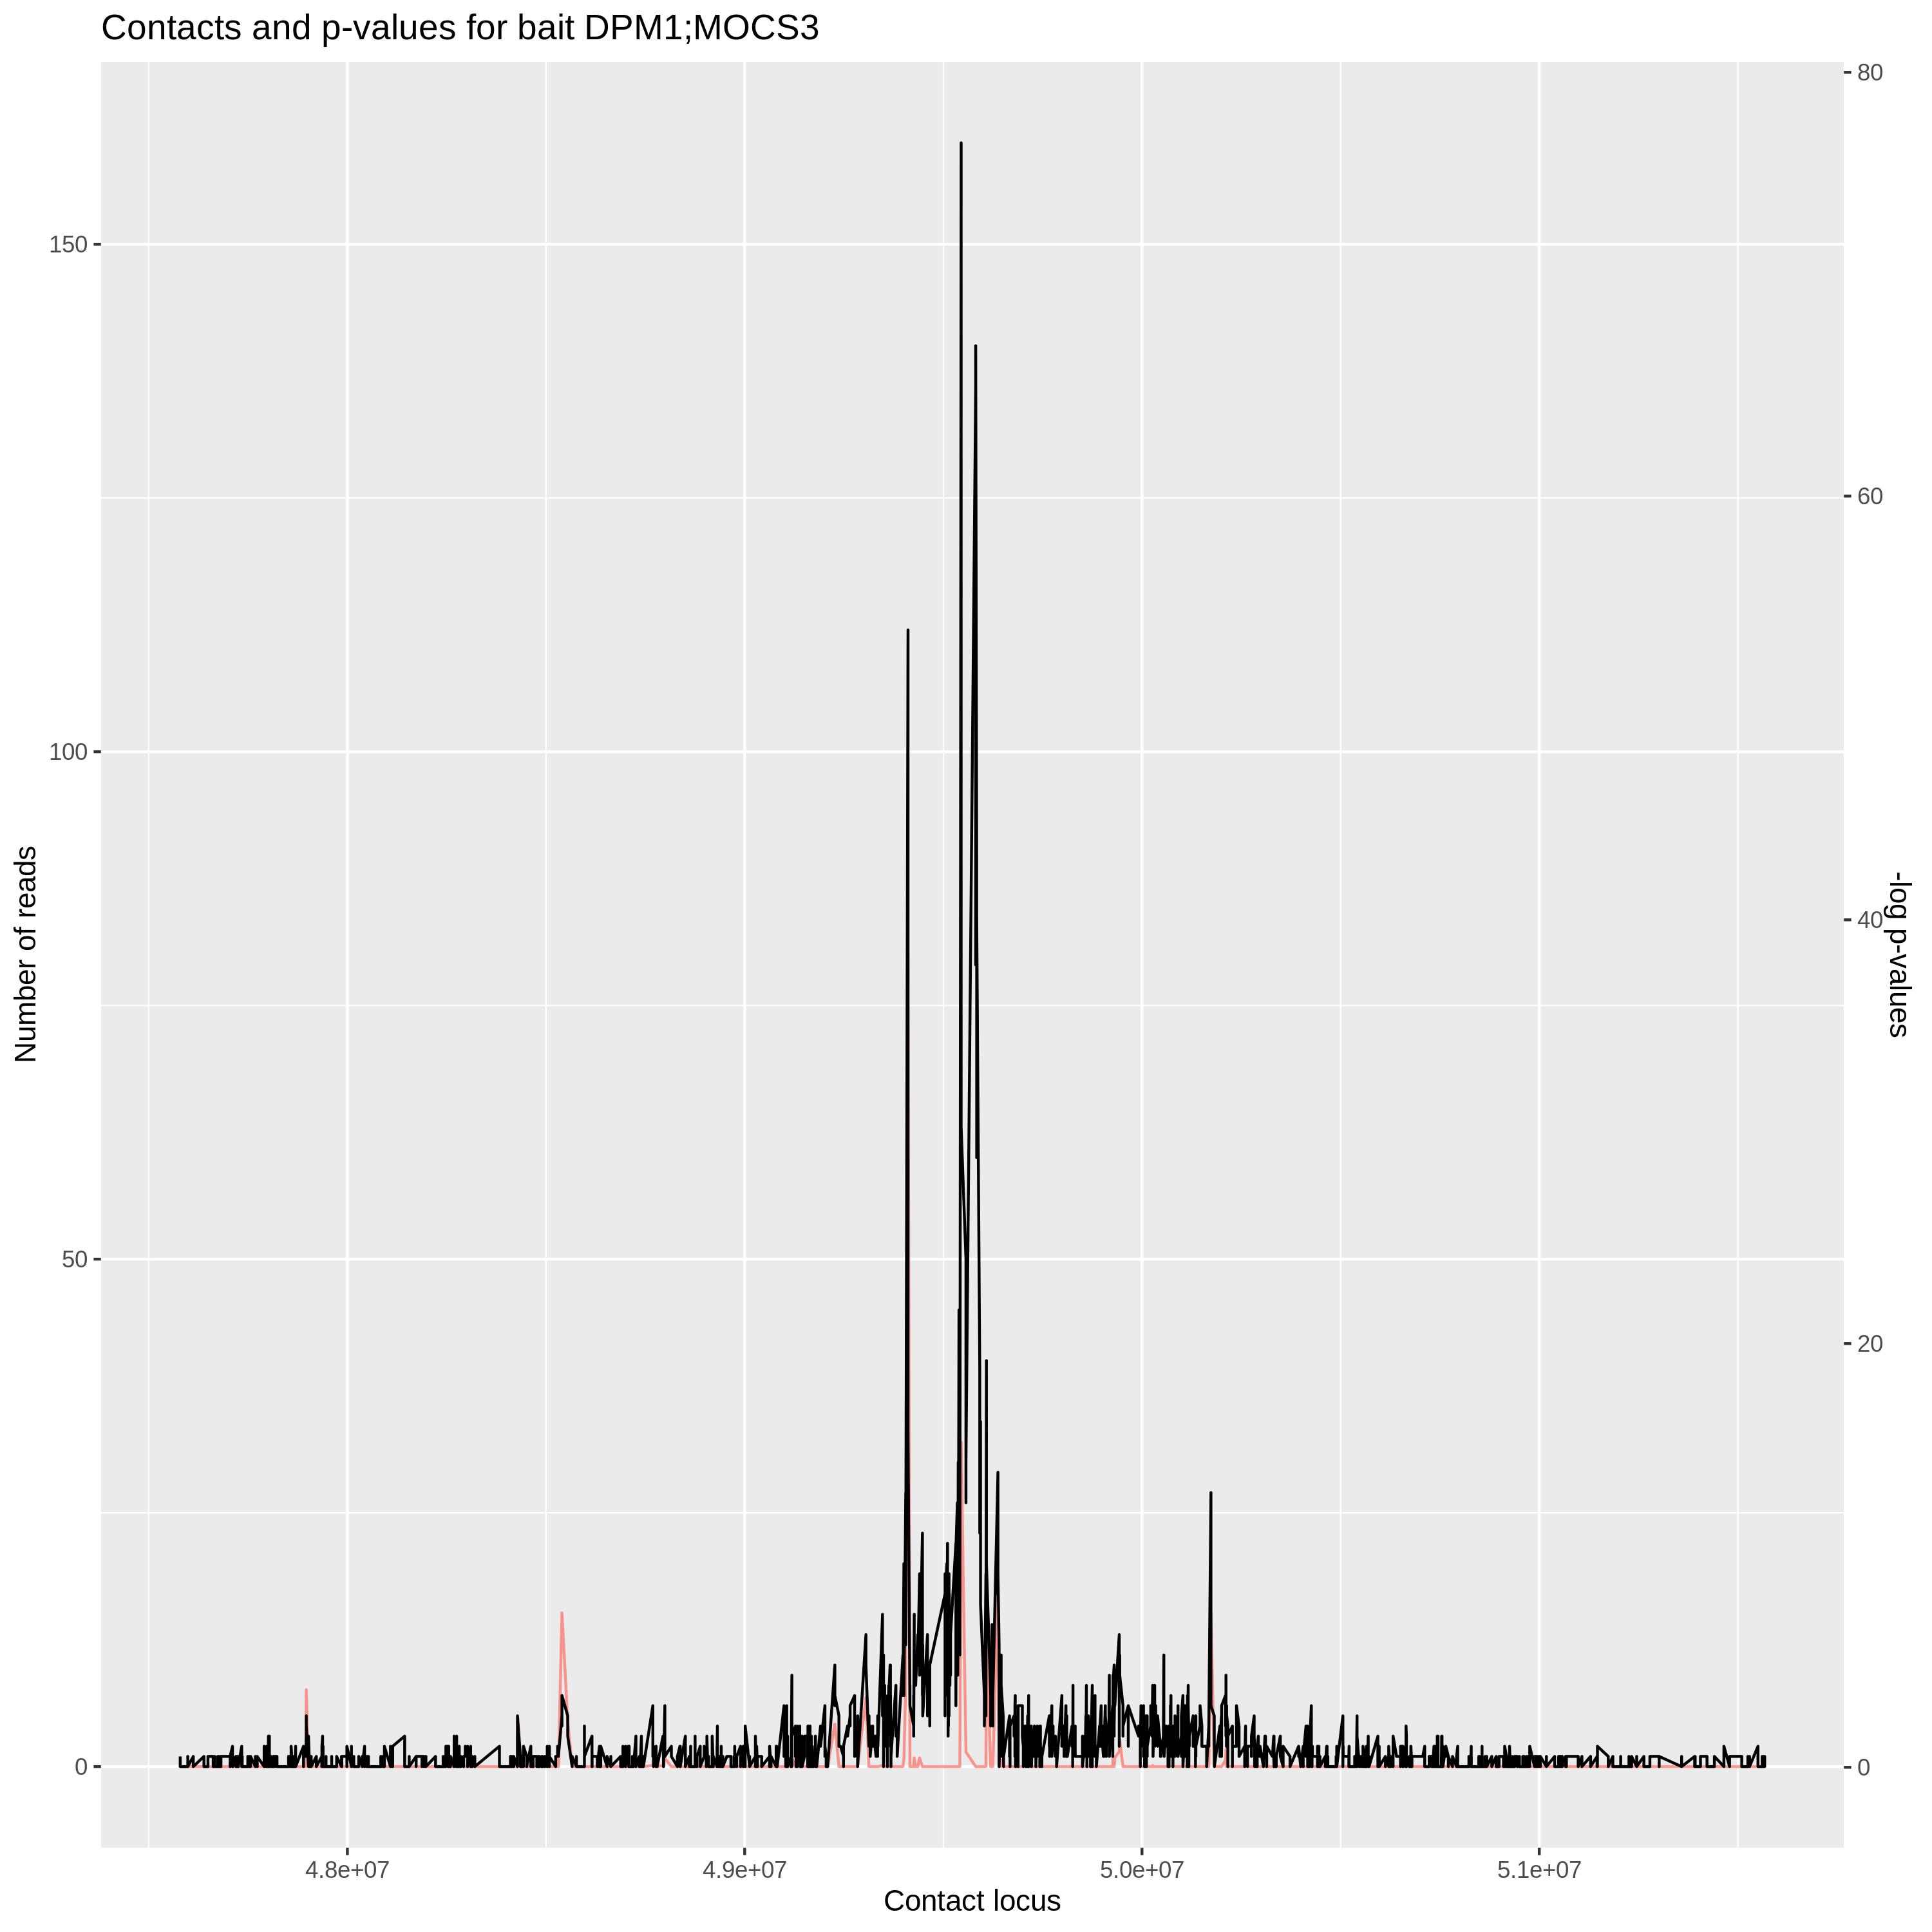 Contacts and p-values for bait DPM1;MOCS3
Number of reads
150
100
50
0
80
60
40
20
0
-log p-values
4.8e+07
4.9e+07
5.0e+07
5.1e+07
Contact locus